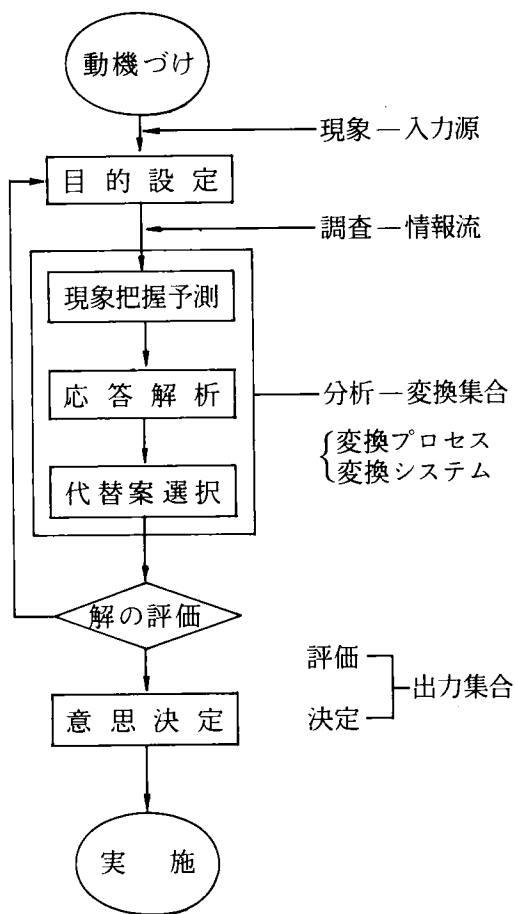 動機づけ
現象―入力源
目的設定
調査―情報流
現象把握予測
応答解析
分析―変換集合
変換プロセス
変換システム
代替案選択
解の評価
評価
出力集合
意思決定
決定
実施